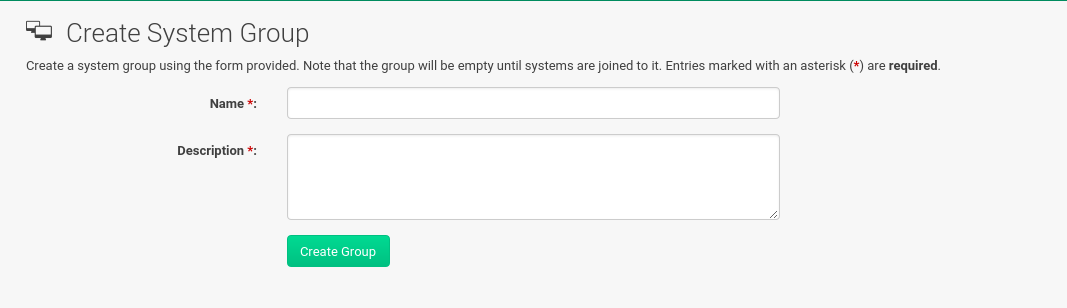 Create System Group
Create a system group using the form provided. Note that the group will be empty until systems are joined to it. Entries marked with an asterisk (*) are required.
Name *:
Description *:
Create Group